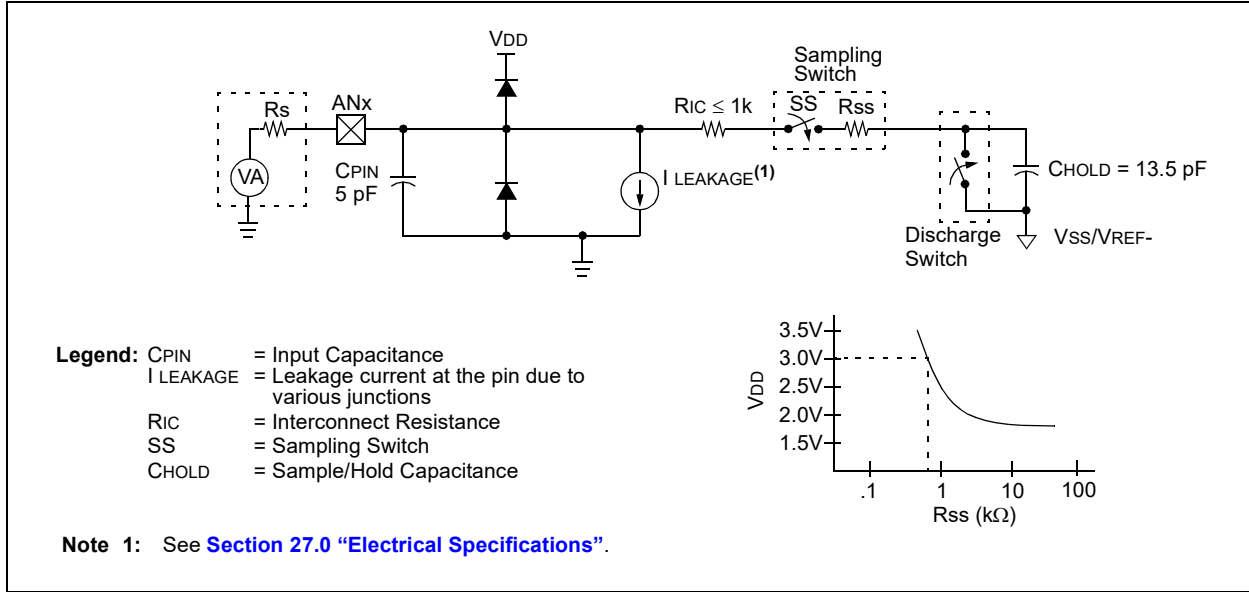 VDD
Sampling
Switch
Rs
ANx
RIC ≤ 1k
SS
RSS
VA
CPIN
5 pF
I LEAKAGE(1)
CHOLD = 13.5 pF
Discharge
Switch
VSS/VREF-
Legend: CPIN = Input Capacitance
I LEAKAGE = Leakage current at the pin due to
various junctions
RIC = Interconnect Resistance
SS = Sampling Switch
CHOLD = Sample/Hold Capacitance
VDD
3.5V
3.0V
2.5V
2.0V
1.5V
.1 1 10 100
Rss (kΩ)
Note 1: See Section 27.0 “Electrical Specifications”.